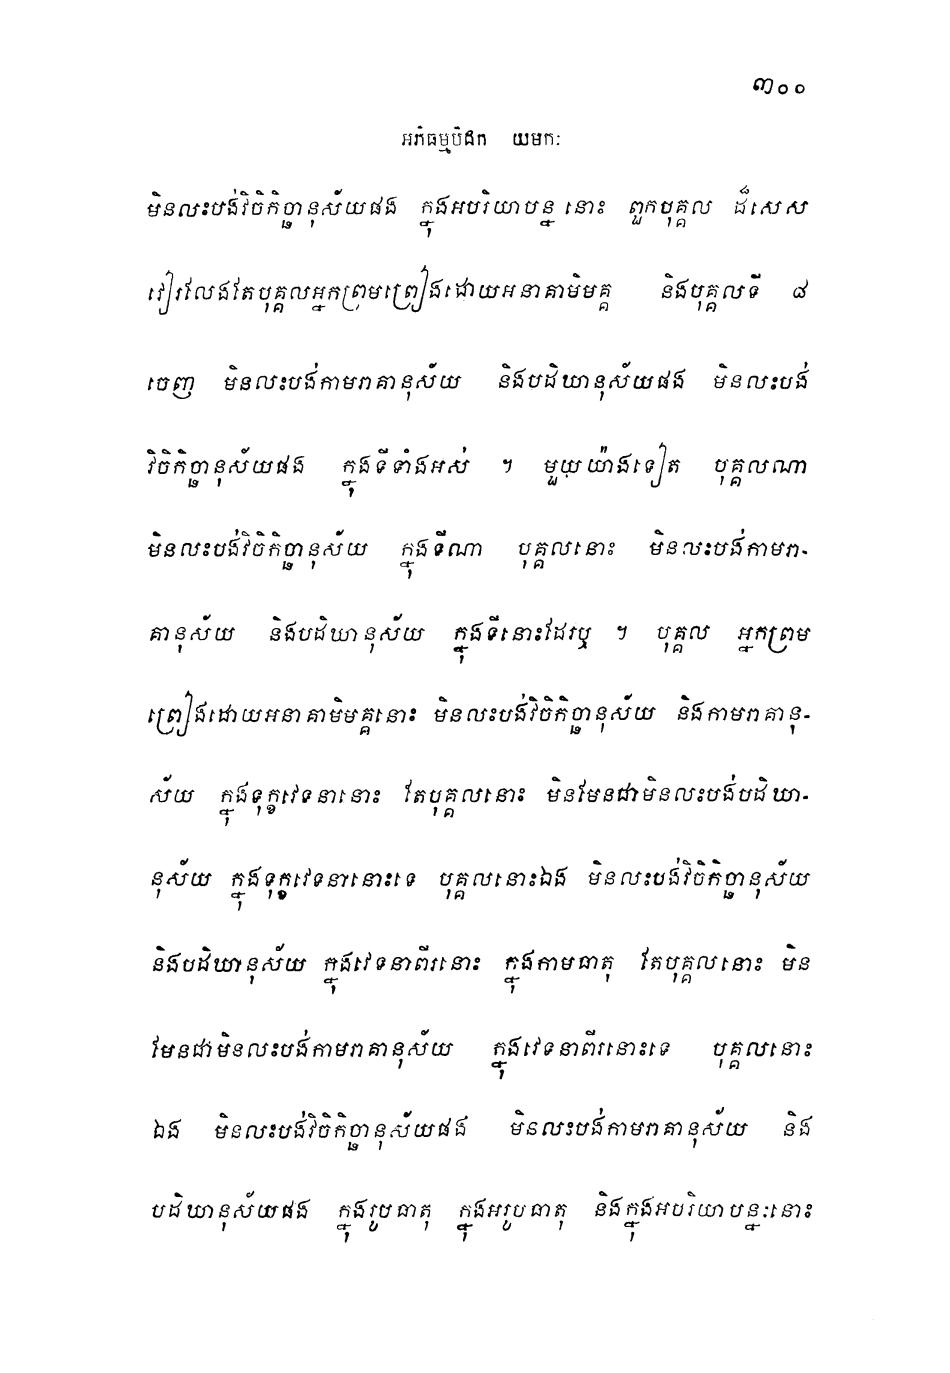 ៣០០
អភិធម្មបិដក យមកៈ
មិនលះបង់វិចិកិច្ឆានុស័យផង ក្នុងអបរិយាបន្ន នោះ ពួកបុគ្គល ដ៏សេស
វៀរលែងតែបុគ្គលអ្នកព្រមព្រៀងដោយអនាគាមិមគ្គ និងបុគ្គលទី ៨
ចេញ មិនលះបង់កាមរាគានុស័យ និងបដិឃានុស័យផង មិនលះបង់
វិចិកិច្ឆានុស័យផង ក្នុងទីទាំងអស់ ។ មួយយ៉ាងទៀត បុគ្គលណា
មិនលះបង់វិចិកិច្ឆានុស័យ ក្នុងទីណា បុគ្គលនោះ មិនលះបង់កាមរា-
គានុស័យ និងបដិឃានុស័យ ក្នុងទីនោះដែរឬ ។ បុគ្គល អ្នកព្រម
ព្រៀងដោយអនាគាមិមគ្គនោះ មិនលះបង់វិចិកិច្ឆានុស័យ និងកាមរាគានុ-
ស័យ ក្នុងទុក្ខវេទនានោះ តែបុគ្គលនោះ មិនមែនជាមិនលះបង់បដិឃា-
នុស័យ ក្នុងទុក្ខវេទនានោះទេ បុគ្គលនោះឯង មិនលះបង់វិចិកិច្ឆានុស័យ
និងបដិឃានុស័យ ក្នុងវេទនាពីរនោះ ក្នុងកាមធាតុ តែបុគ្គលនោះ មិន
មែនជាមិនលះបង់កាមរាគានុស័យ ក្នុងវេទនាពីរនោះទេ បុគ្គលនោះ
ឯង មិនលះបង់វិចិកិច្ឆានុស័យផង មិនលះបង់កាមរាគានុស័យ និង
បដិឃានុស័យផង ក្នុងរូបធាតុ ក្នុងអរូបធាតុ និងក្នុងអបរិយាបន្នៈនោះ